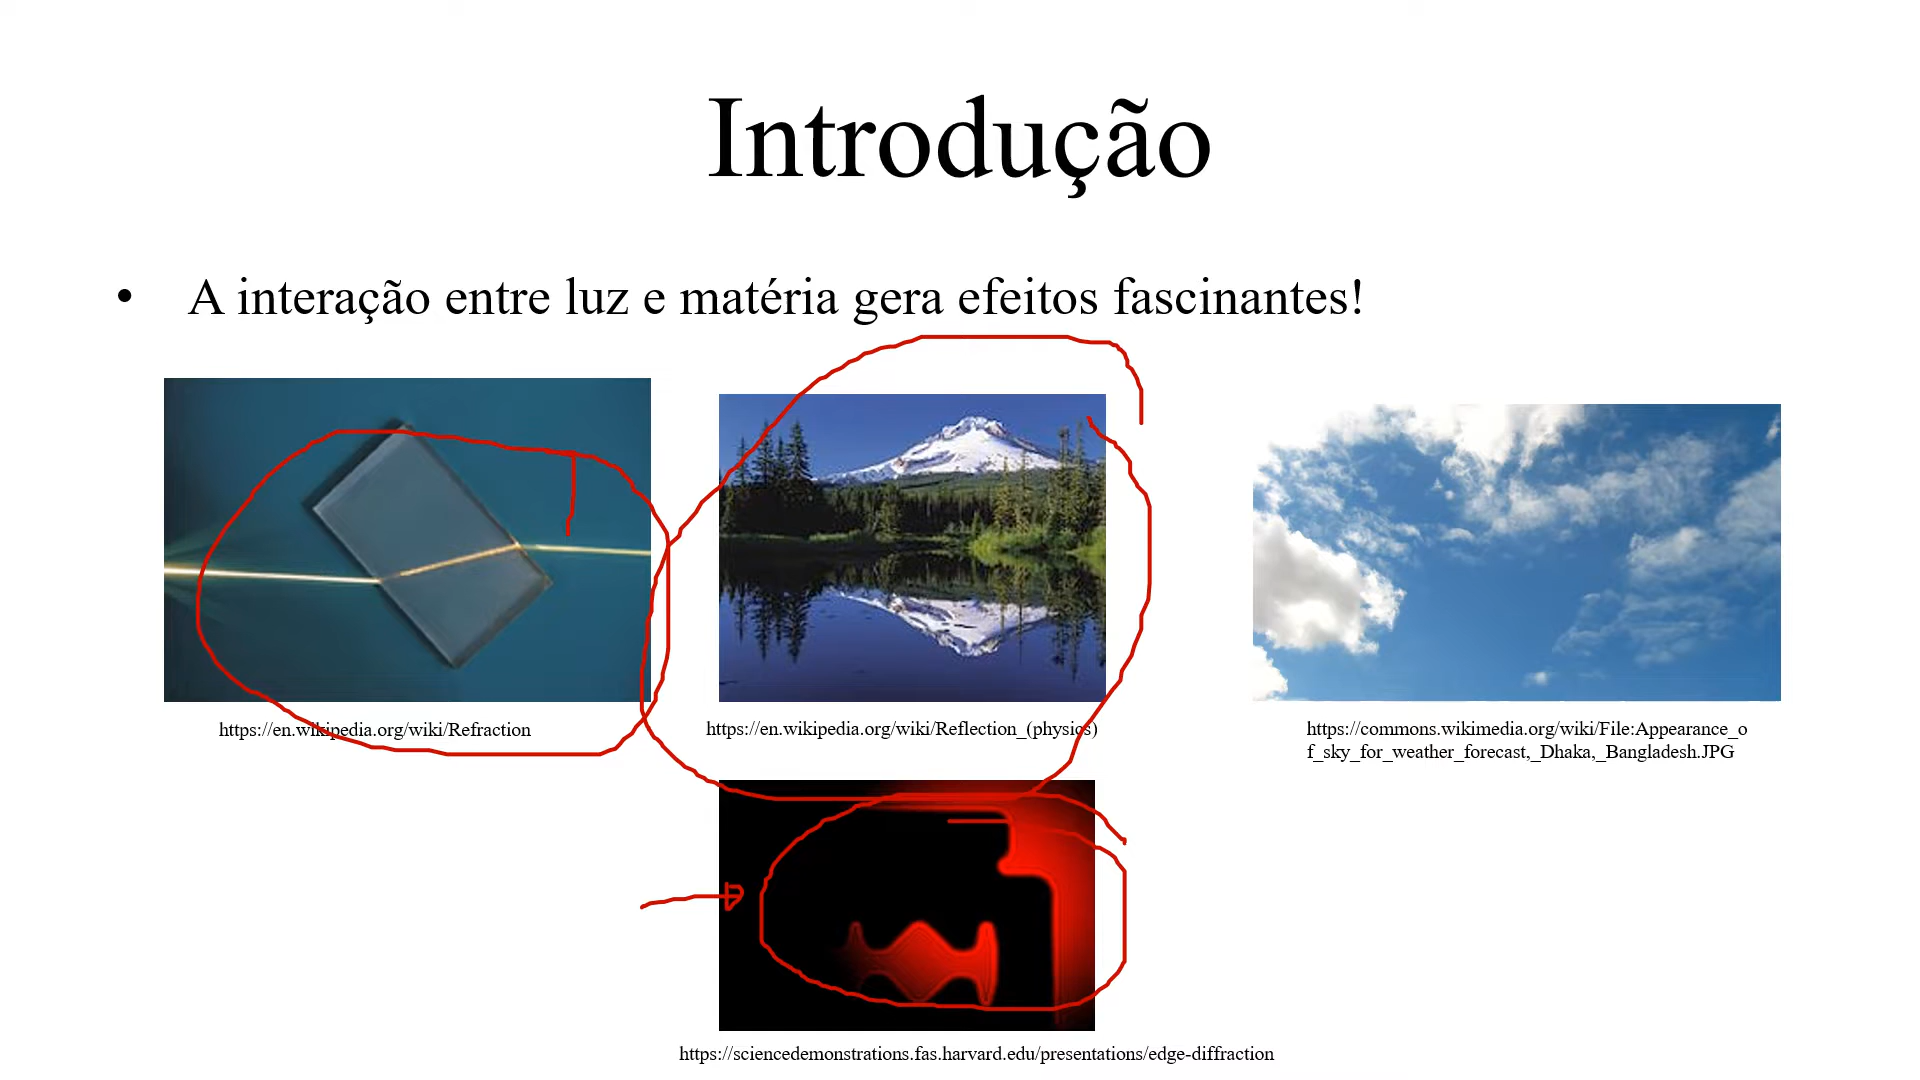 Introdução
• A interação entre luz e matéria gera efeitos fascinantes!
https://en.wikipedia.org/wiki/Refraction
https://en.wikipedia.org/wiki/Reflection_(physics)
https://commons.wikimedia.org/wiki/File:Appearance_o
f_sky_for_weather_forecast,_Dhaka,_Bangladesh.JPG
https://sciencedemonstrations.fas.harvard.edu/presentations/edge-diffraction